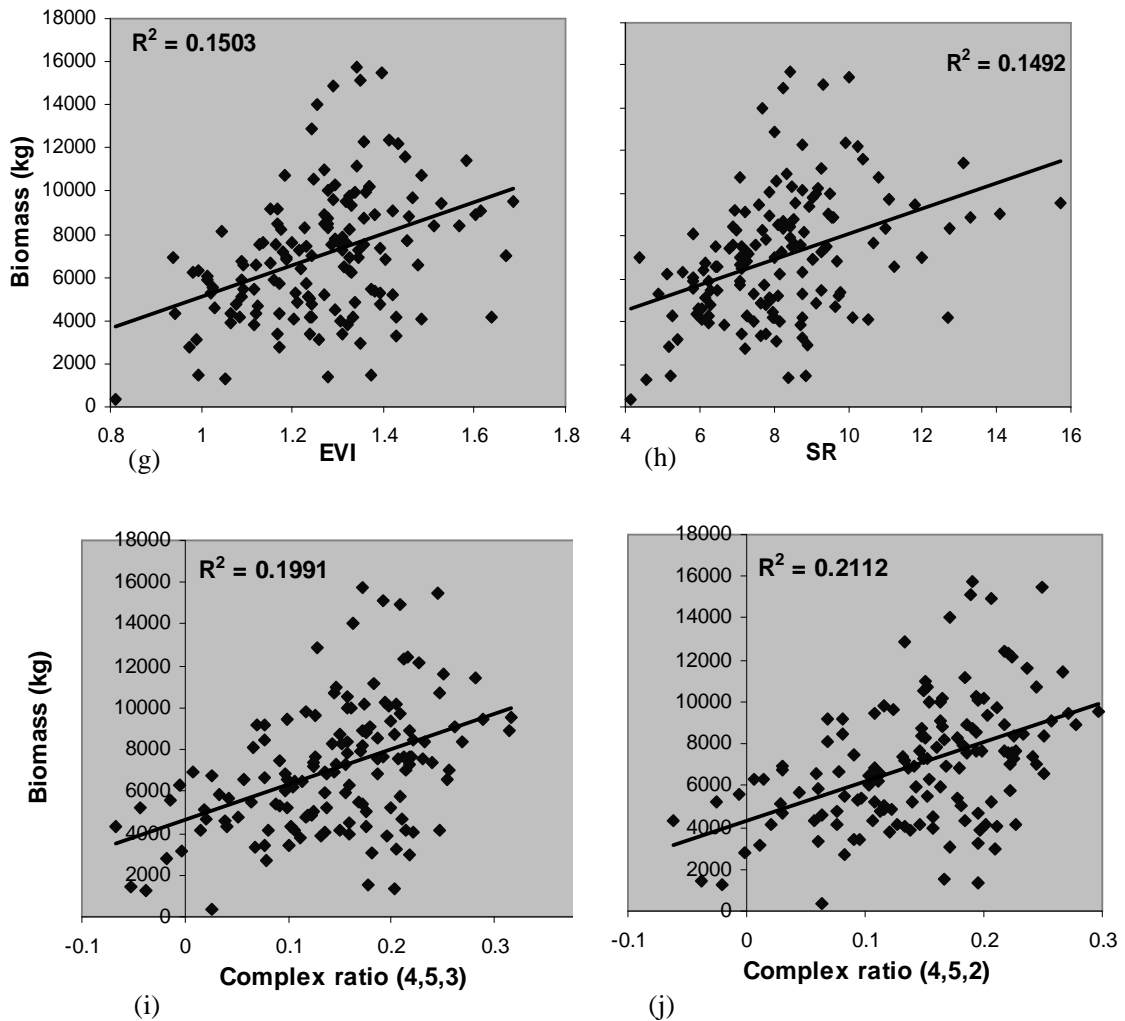 18000
16000
14000
12000
10000
8000
6000
4000
2000
0
Biomass (kg)
R² = 0.1503
0.8 1 1.2 1.4 1.6 1.8
(g) EVI
R² = 0.1492
4 6 8 10 12 14 16
(h) SR
18000
16000
14000
12000
10000
8000
6000
4000
2000
0
Biomass (kg)
R² = 0.1991
-0.1 0 0.1 0.2 0.3
Complex ratio (4,5,3)
(i)
18000
16000
14000
12000
10000
8000
6000
4000
2000
0
R² = 0.2112
-0.1 0 0.1 0.2 0.3
Complex ratio (4,5,2)
(j)